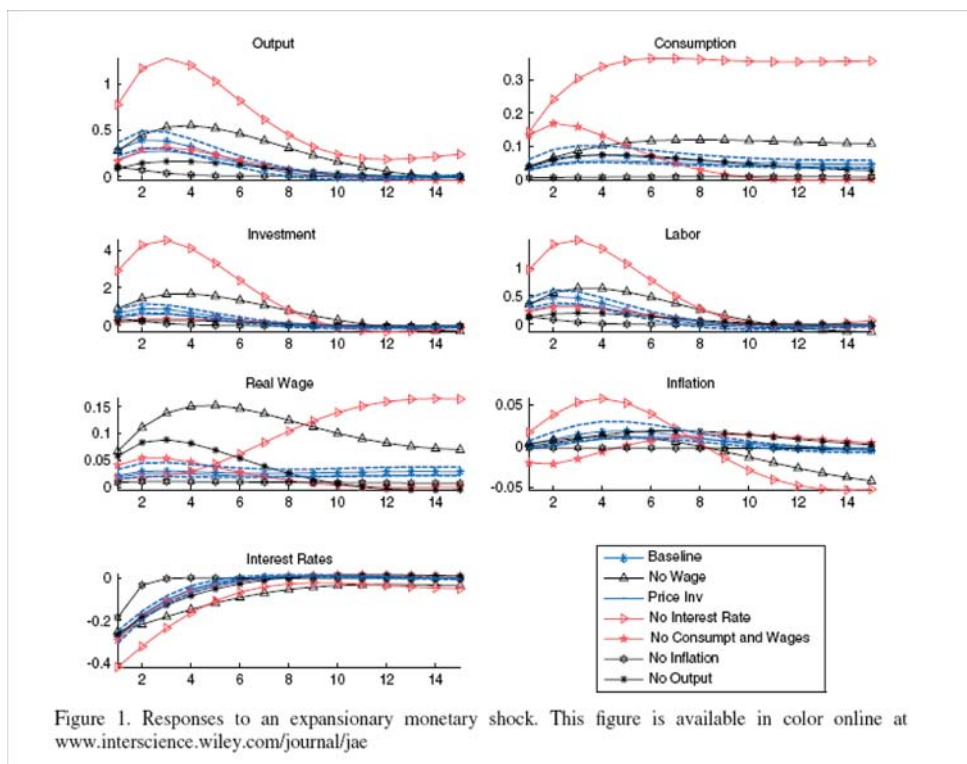 Output
Consumption
1
0.5
0
2 4 6 8 10 12 14
0.3
0.2
0.1
0
2 4 6 8 10 12 14
Investment
Labor
4
2
0
2 4 6 8 10 12 14
1
0.5
0
2 4 6 8 10 12 14
Real Wage
Inflation
0.15
0.1
0.05
0
2 4 6 8 10 12 14
0.05
0
-0.05
2 4 6 8 10 12 14
Interest Rates
0
-0.2
-0.4
2 4 6 8 10 12 14
Baseline
No Wage
Price Inv
No Interest Rate
No Consumpt and Wages
No Inflation
No Output
Figure 1. Responses to an expansionary monetary shock. This figure is available in color online at
www.interscience.wiley.com/journal/jae